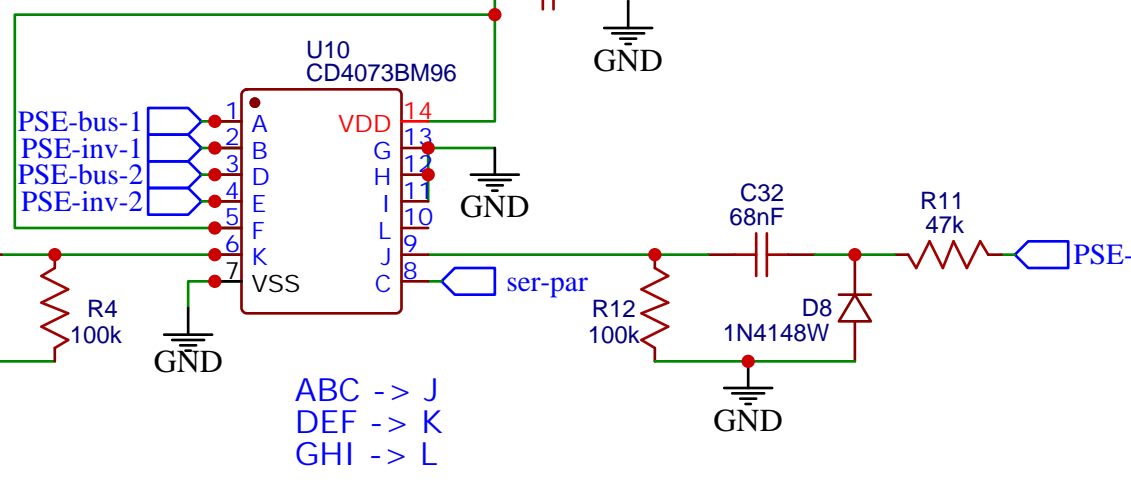 GND
U10
CD4073BM96
PSE-bus-1
PSE-inv-1
PSE-bus-2
PSE-inv-2
1
2
3
4
5
6
7
A
B
D
E
F
K
VSS
VDD
G
H
I
L
J
C
14
13
12
11
10
9
8
GND
ser-par
R4
100k
GND
C32
68nF
R11
47k
PSE-
R12
100k
D8
1N4148W
GND
ABC -> J
DEF -> K
GHI -> L